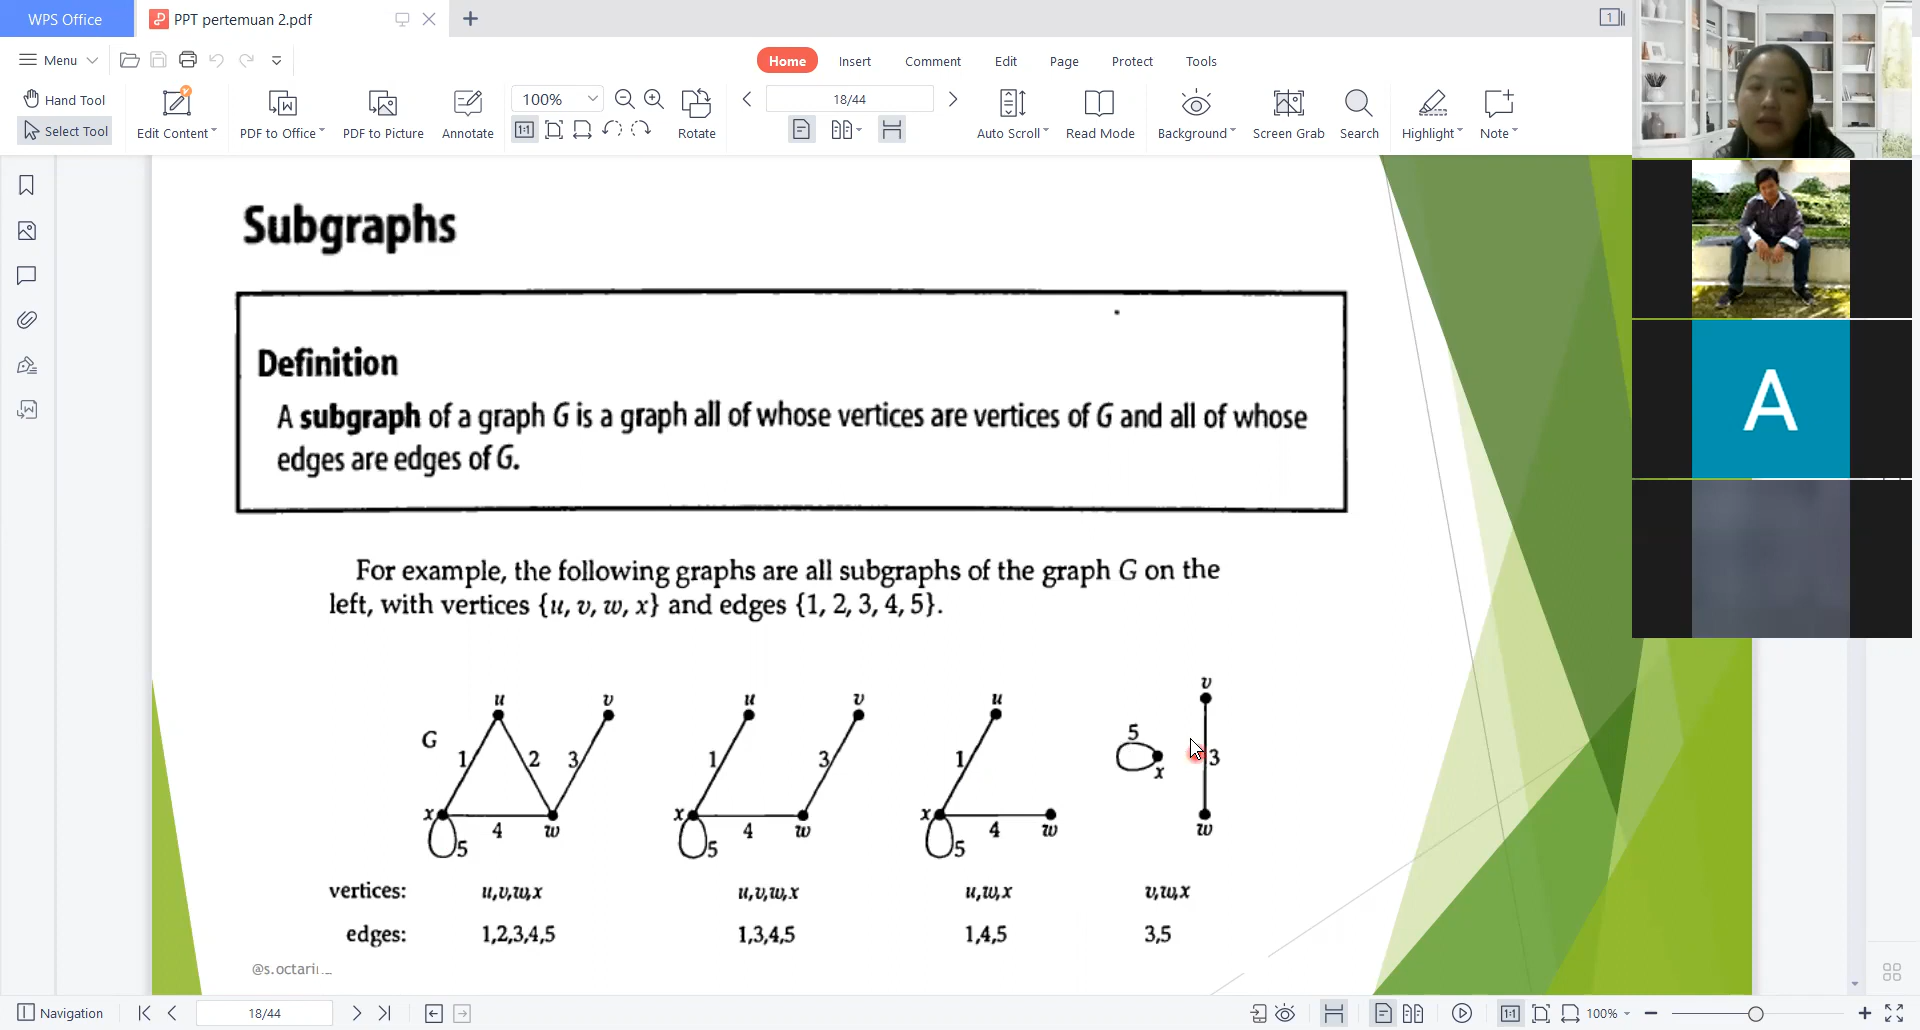 WPS Office
PPT pertemuan 2.pdf
1
Menu
Home Insert Comment Edit Page Protect Tools
Hand Tool
Select Tool
Edit Content
PDF to Office
PDF to Picture
Annotate
100%
1:1
Rotate
18/44
Auto Scroll
Read Mode
Background
Screen Grab
Search
Highlight
Note
A
Subgraphs
Definition
A subgraph of a graph G is a graph all of whose vertices are vertices of G and all of whose
edges are edges of G.
For example, the following graphs are all subgraphs of the graph G on the
left, with vertices {u, v, w, x} and edges {1, 2, 3, 4, 5}.
G u v 1 2 3 x 4 w 5
u v 1 3 x 4 w 5
u 1 x 4 w 5
5 x v 3 w
vertices: u,v,w,x u,v,w,x u,w,x v,w,x
edges: 1,2,3,4,5 1,3,4,5 1,4,5 3,5
Navigation
18/44
1:1
100%